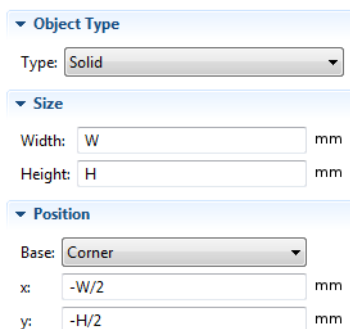 Object Type
Type: Solid
Size
Width: W mm
Height: H mm
Position
Base: Corner
x: -W/2 mm
y: -H/2 mm